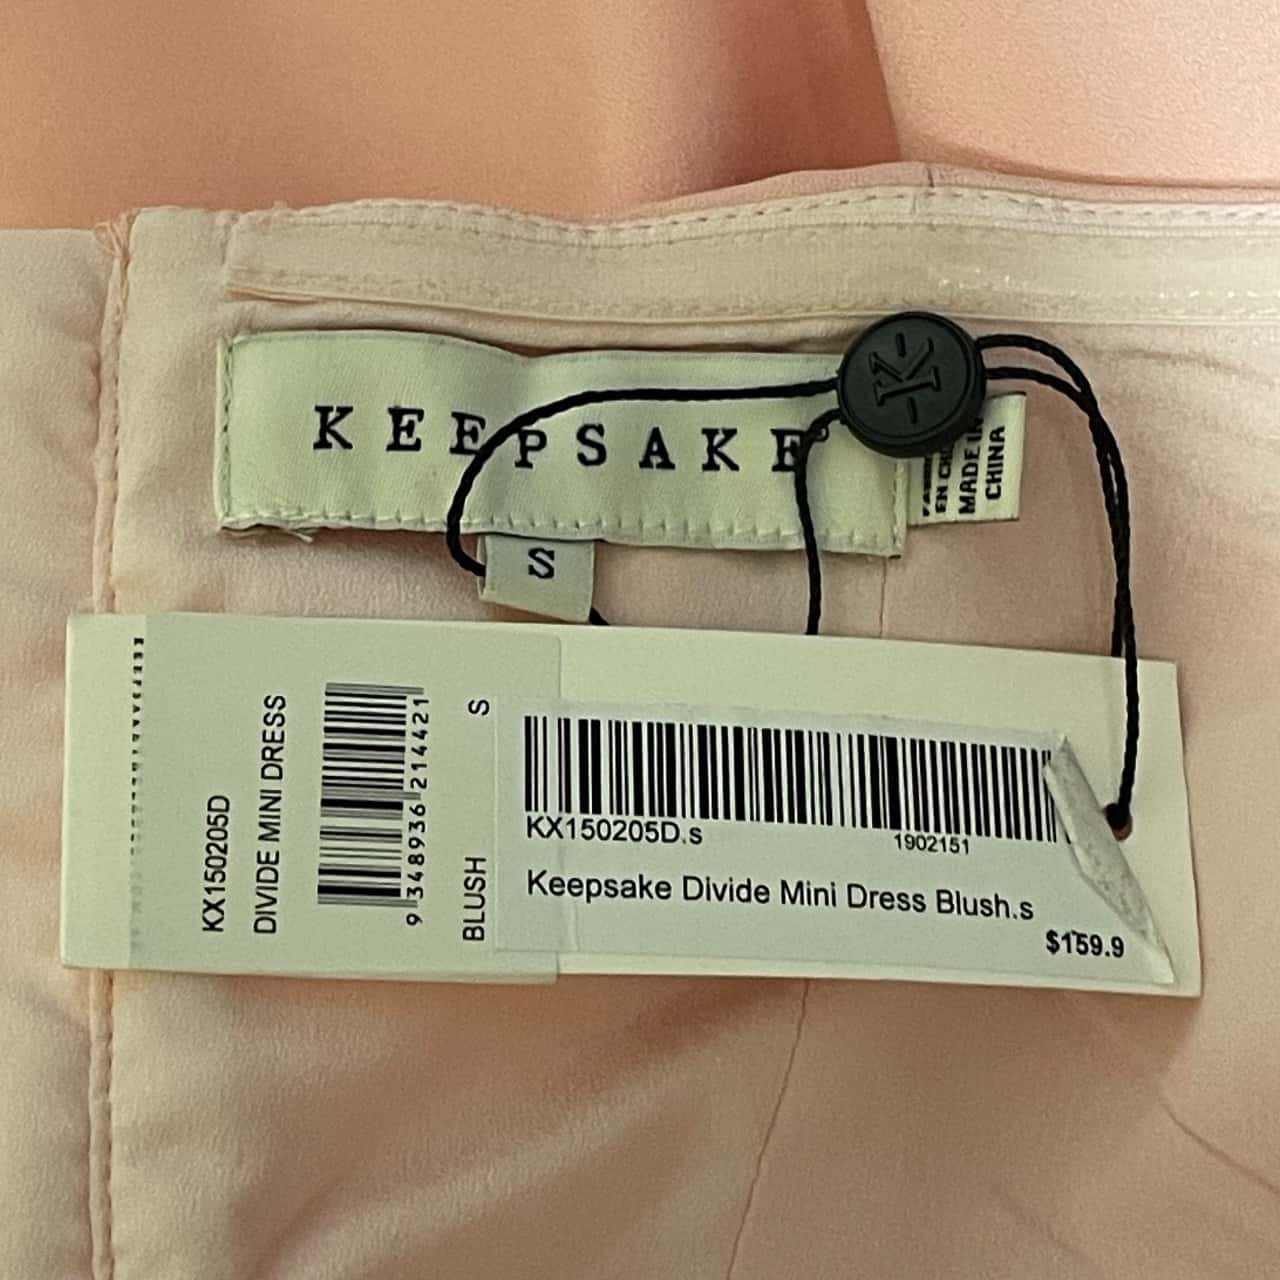 KEEPSAKE
K
EN
MADE IN
CHINA
S
KX150205D
DIVIDE MINI DRESS
9 348936 214421
BLUSH S
KX150205D.s
1902151
Keepsake Divide Mini Dress Blush.s
$159.9